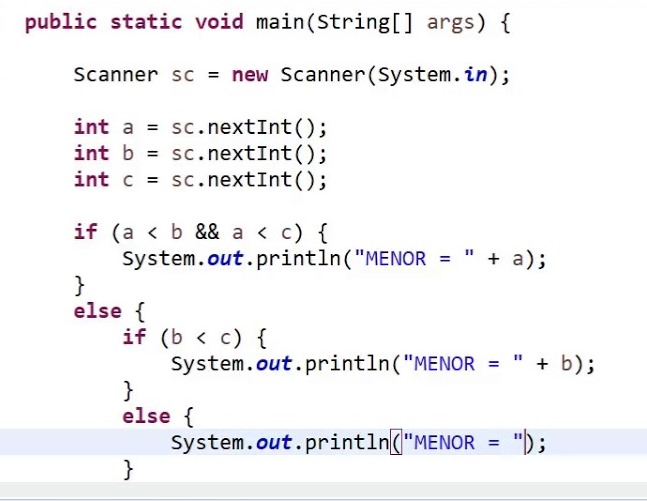 public static void main(String[] args) {
Scanner sc = new Scanner(System.in);
int a = sc.nextInt();
int b = sc.nextInt();
int c = sc.nextInt();
if (a < b && a < c) {
System.out.println("MENOR = " + a);
}
else {
if (b < c) {
System.out.println("MENOR = " + b);
}
else {
System.out.println("MENOR = ");
}